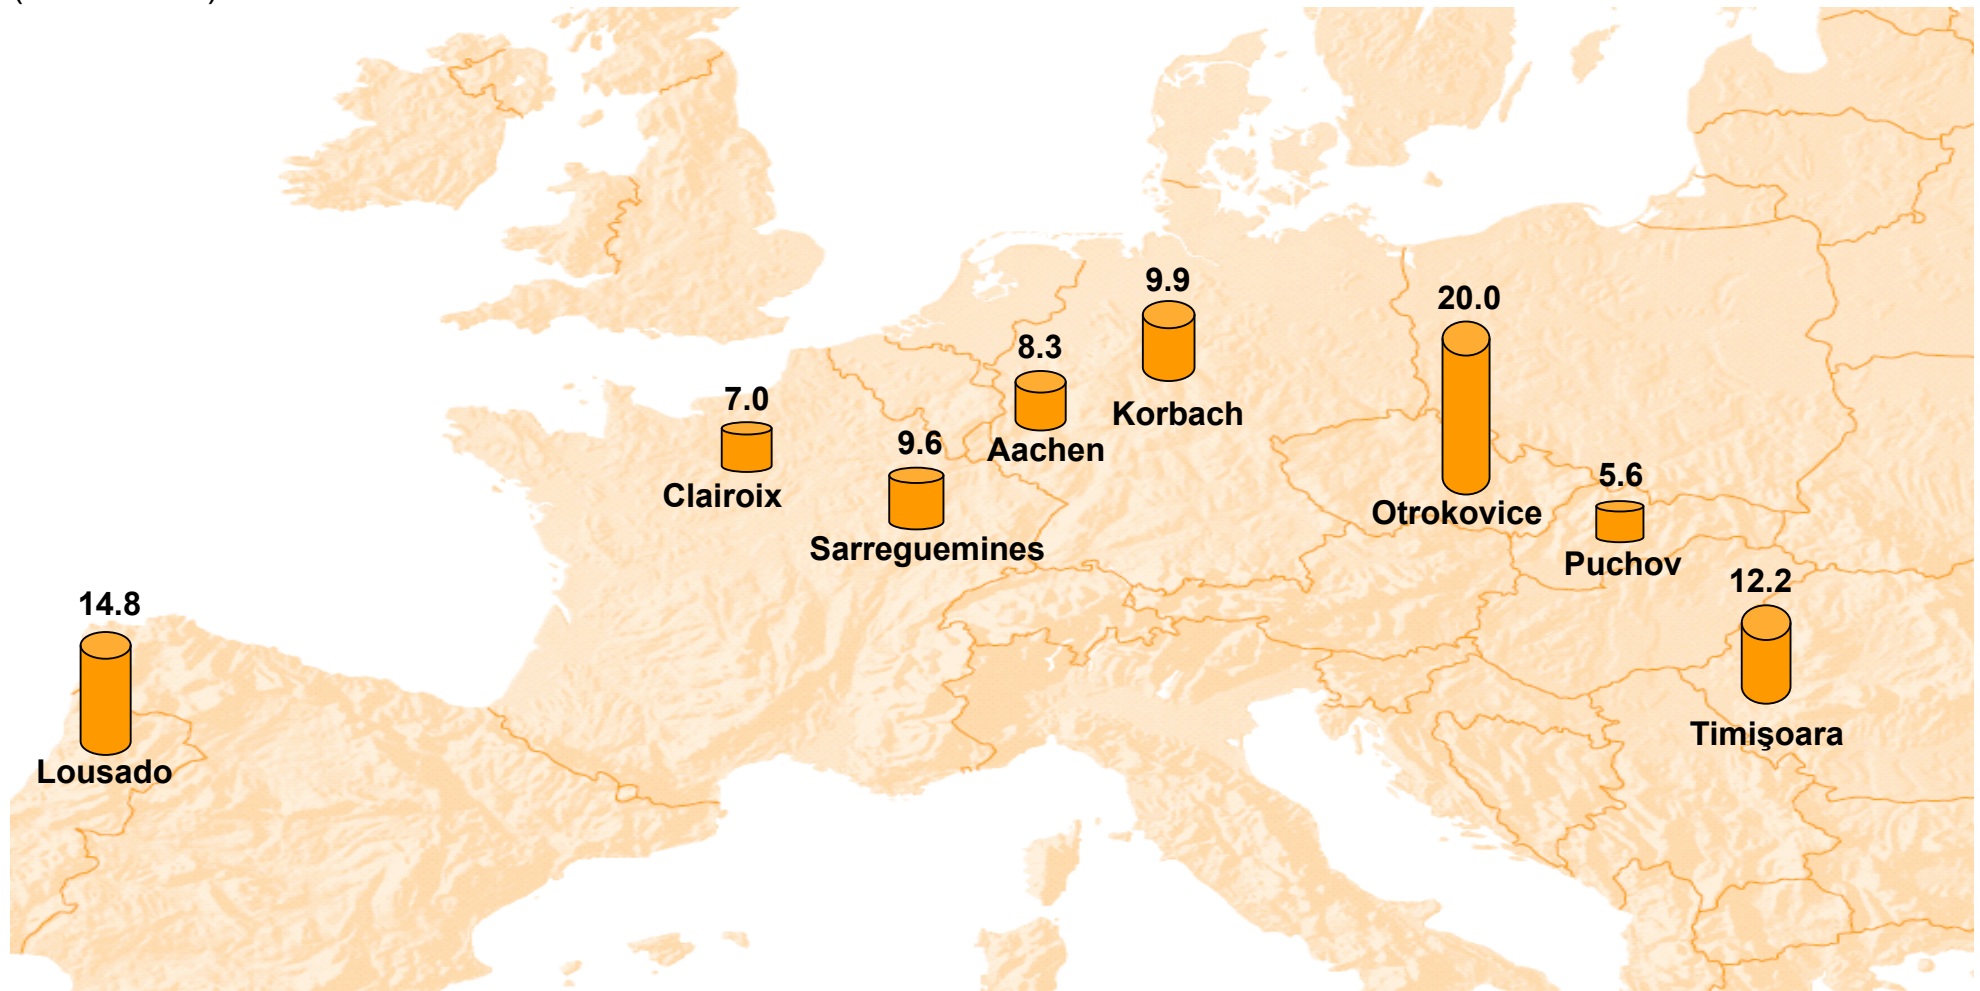 9.9
Korbach
20.0
Otrokovice
8.3
Aachen
7.0
Clairoix
9.6
Sarreguemines
5.6
Puchov
12.2
Timişoara
14.8
Lousado